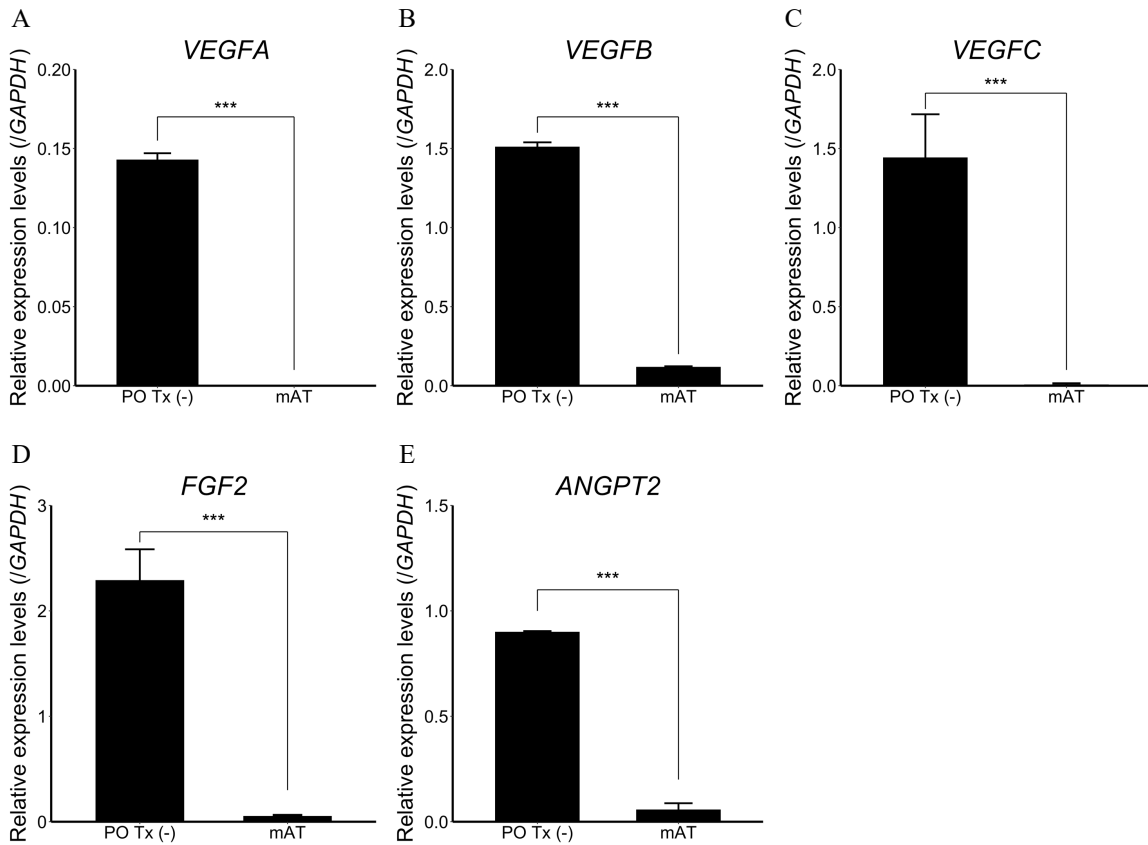 A
VEGFA
Relative expression levels (/GAPDH)
0.20
0.15
0.10
0.05
0.00
***
PO Tx (-)
mAT
B
VEGFB
Relative expression levels (/GAPDH)
2.0
1.5
1.0
0.5
0.0
***
PO Tx (-)
mAT
C
VEGFC
Relative expression levels (/GAPDH)
2.0
1.5
1.0
0.5
0.0
***
PO Tx (-)
mAT
D
FGF2
Relative expression levels (/GAPDH)
3
2
1
0
***
PO Tx (-)
mAT
E
ANGPT2
Relative expression levels (/GAPDH)
1.5
1.0
0.5
0.0
***
PO Tx (-)
mAT